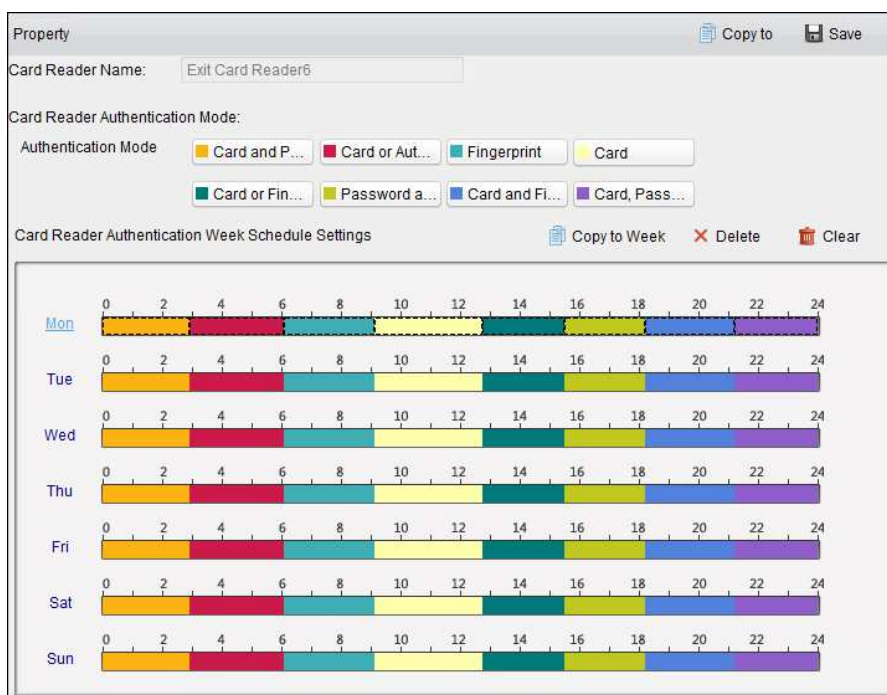 Property Copy to Save
Card Reader Name: Exit Card Reader6
Card Reader Authentication Mode:
Authentication Mode Card and P... Card or Aut... Fingerprint Card
Card or Fin... Password a... Card and Fi... Card, Pass...
Card Reader Authentication Week Schedule Settings Copy to Week Delete Clear
0 2 4 6 8 10 12 14 16 18 20 22 24
Mon
0 2 4 6 8 10 12 14 16 18 20 22 24
Tue
0 2 4 6 8 10 12 14 16 18 20 22 24
Wed
0 2 4 6 8 10 12 14 16 18 20 22 24
Thu
0 2 4 6 8 10 12 14 16 18 20 22 24
Fri
0 2 4 6 8 10 12 14 16 18 20 22 24
Sat
0 2 4 6 8 10 12 14 16 18 20 22 24
Sun